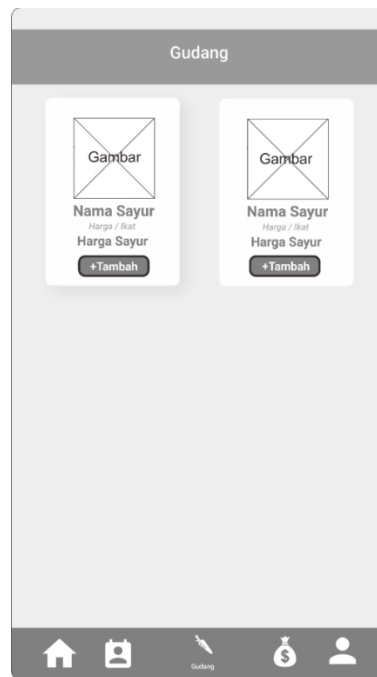 Gudang
Gambar
Nama Sayur
Harga / Ikat
Harga Sayur
+Tambah
Gambar
Nama Sayur
Harga / Ikat
Harga Sayur
+Tambah
$
Gudang